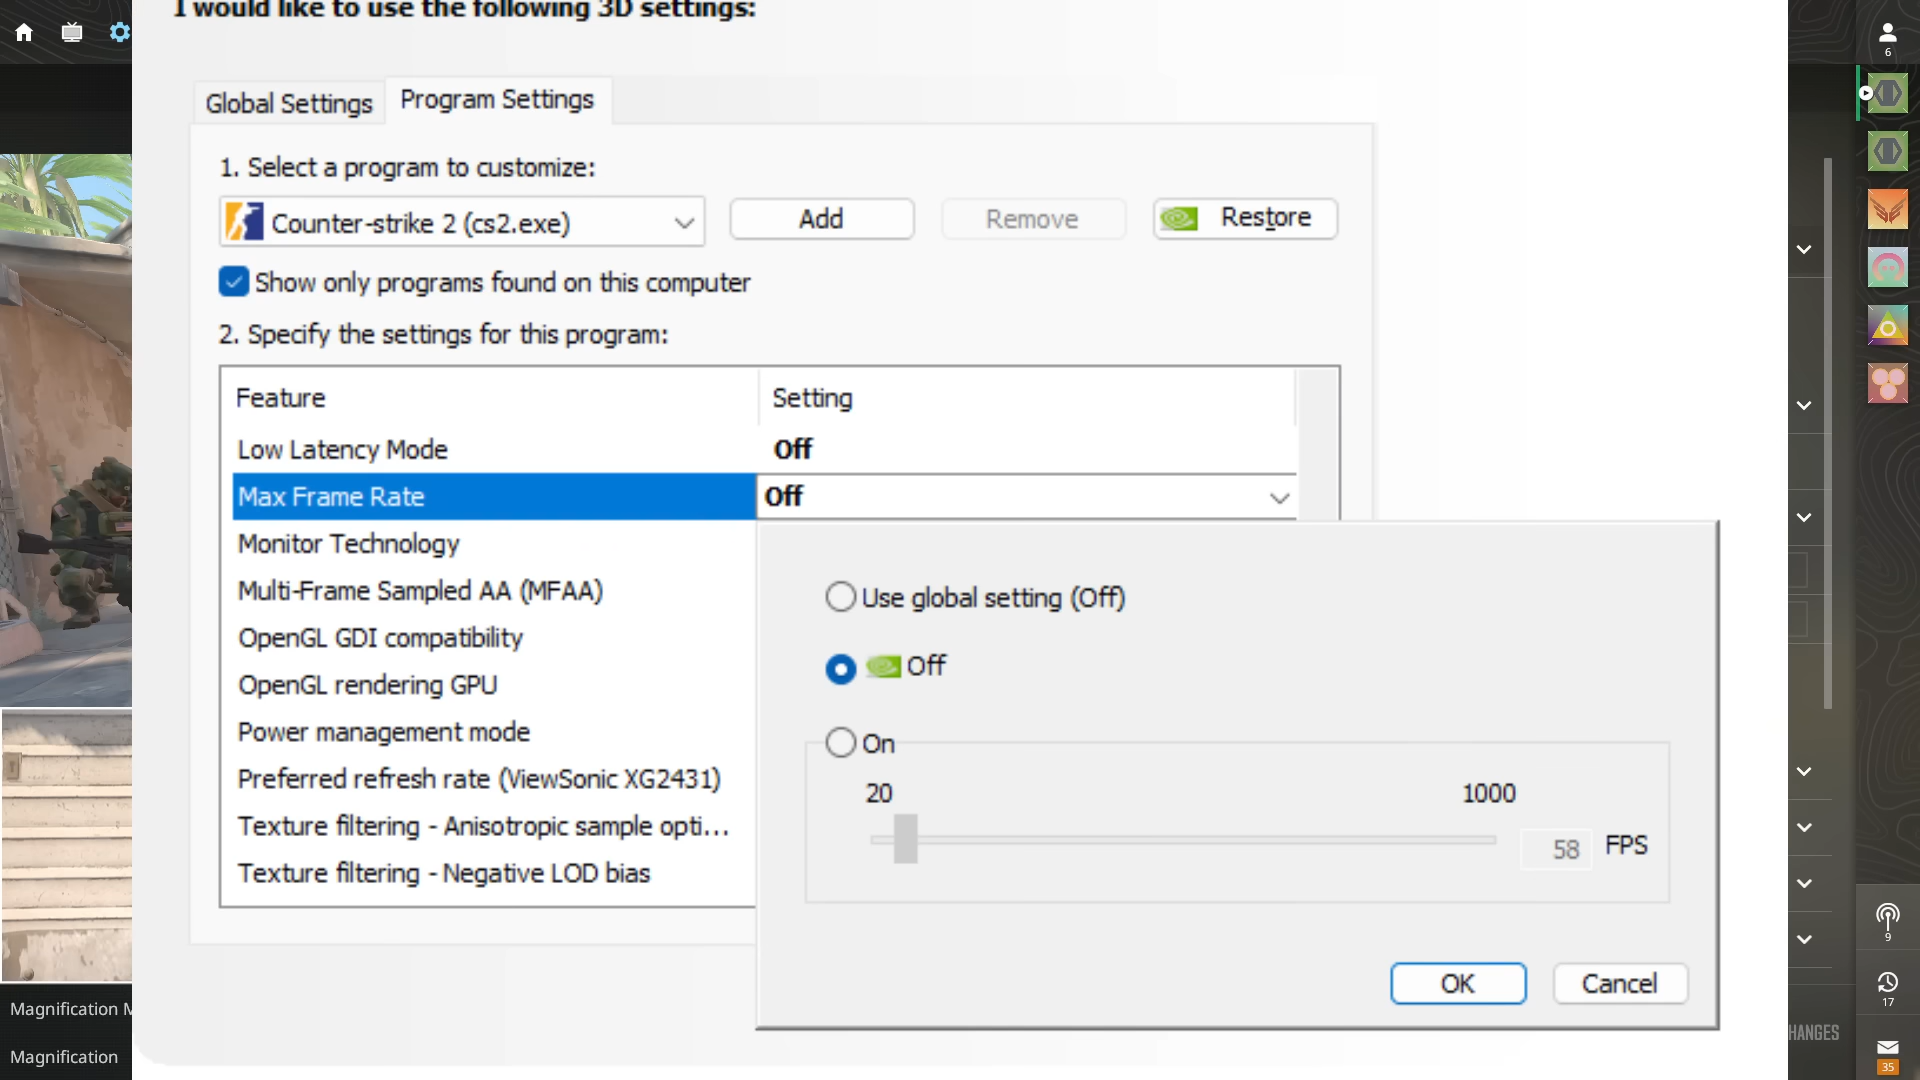 I would like to use the following 3D settings:
6
Global Settings
Program Settings
1. Select a program to customize:
Counter-strike 2 (cs2.exe)
Add
Remove
Restore
Show only programs found on this computer
2. Specify the settings for this program:
Feature
Setting
Low Latency Mode
Off
Max Frame Rate
Off
Monitor Technology
Multi-Frame Sampled AA (MFAA)
OpenGL GDI compatibility
OpenGL rendering GPU
Power management mode
Preferred refresh rate (ViewSonic XG2431)
Texture filtering - Anisotropic sample opti...
Texture filtering - Negative LOD bias
Use global setting (Off)
Off
On
20
1000
58
FPS
OK
Cancel
Magnification M
Magnification
9
17
HANGES
35